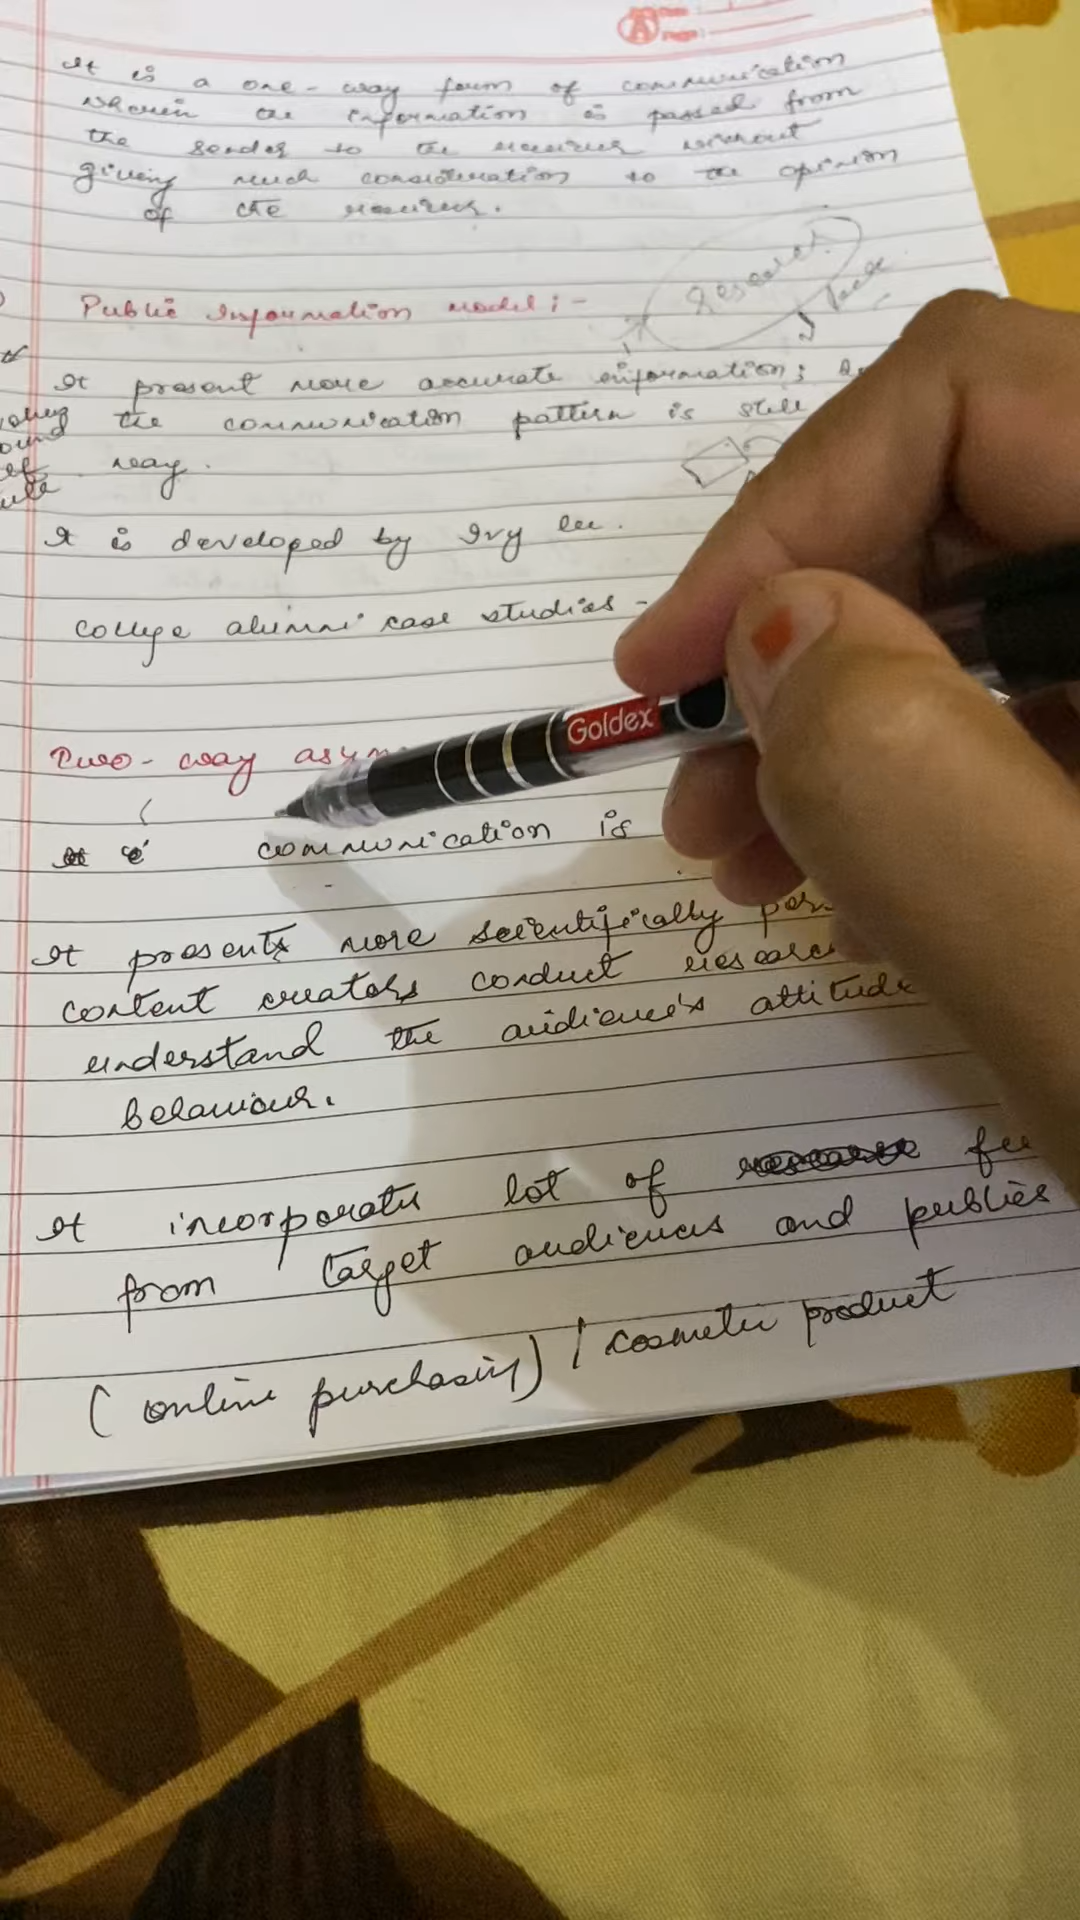 It is a one-way form of communication
wherein the information is passed from
the sender to the receiver without
giving much consideration to the opinion
of the receiver.
Research
Public Information model :-
It present more accurate information;
the communication pattern is still
way.
It is developed by Ivy lee.
College alumni case studies -
Two-way asym
communication is
It presents more scientifically pers
content creators conduct researc
understand the audience's attitude
behaviour.
It incorporates lot of
from target audiences and publics
(online purchasing) / cosmetic product
Goldex